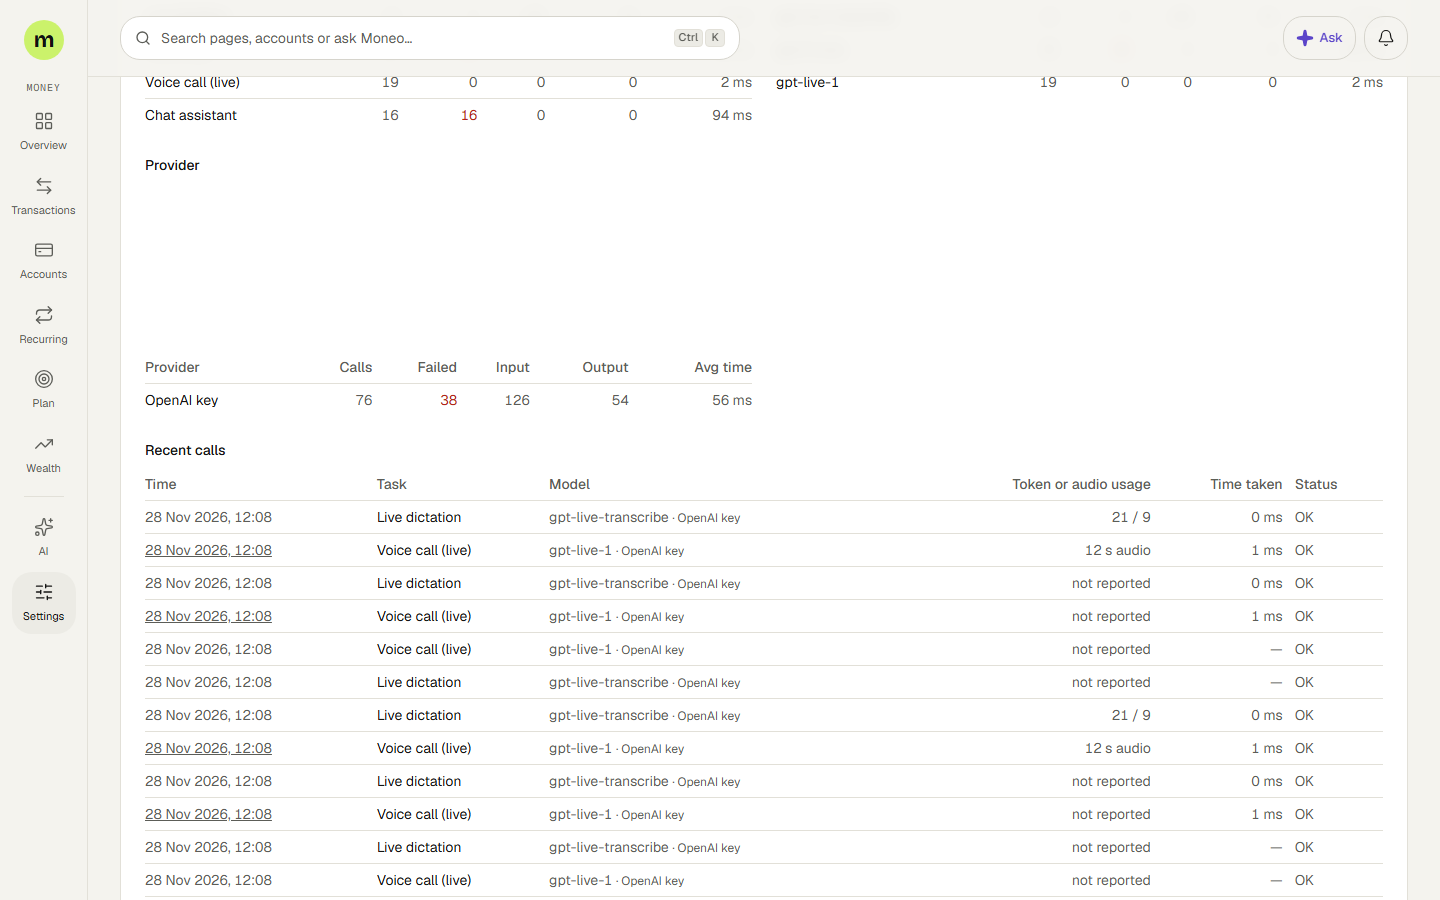 m
Search pages, accounts or ask Moneo...
Ctrl K
Ask
MONEY
Overview
Transactions
Accounts
Recurring
Plan
Wealth
AI
Settings
Voice call (live) 19 0 0 0 2 ms
Chat assistant 16 16 0 0 94 ms
gpt-live-1 19 0 0 0 2 ms
Provider
Provider Calls Failed Input Output Avg time
OpenAI key 76 38 126 54 56 ms
Recent calls
Time Task Model Token or audio usage Time taken Status
28 Nov 2026, 12:08 Live dictation gpt-live-transcribe · OpenAI key 21 / 9 0 ms OK
28 Nov 2026, 12:08 Voice call (live) gpt-live-1 · OpenAI key 12 s audio 1 ms OK
28 Nov 2026, 12:08 Live dictation gpt-live-transcribe · OpenAI key not reported 0 ms OK
28 Nov 2026, 12:08 Voice call (live) gpt-live-1 · OpenAI key not reported 1 ms OK
28 Nov 2026, 12:08 Voice call (live) gpt-live-1 · OpenAI key not reported — OK
28 Nov 2026, 12:08 Live dictation gpt-live-transcribe · OpenAI key not reported — OK
28 Nov 2026, 12:08 Live dictation gpt-live-transcribe · OpenAI key 21 / 9 0 ms OK
28 Nov 2026, 12:08 Voice call (live) gpt-live-1 · OpenAI key 12 s audio 1 ms OK
28 Nov 2026, 12:08 Live dictation gpt-live-transcribe · OpenAI key not reported 0 ms OK
28 Nov 2026, 12:08 Voice call (live) gpt-live-1 · OpenAI key not reported 1 ms OK
28 Nov 2026, 12:08 Live dictation gpt-live-transcribe · OpenAI key not reported — OK
28 Nov 2026, 12:08 Voice call (live) gpt-live-1 · OpenAI key not reported — OK